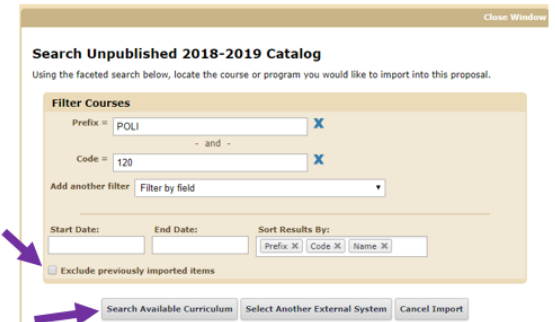 Close Window
Search Unpublished 2018-2019 Catalog
Using the faceted search below, locate the course or program you would like to import into this proposal.
Filter Courses
Prefix = POLI X
- and -
Code = 120 X
Add another filter Filter by field
Start Date: End Date: Sort Results By:
Prefix ✕ Code ✕ Name ✕
Exclude previously imported items
Search Available Curriculum Select Another External System Cancel Import